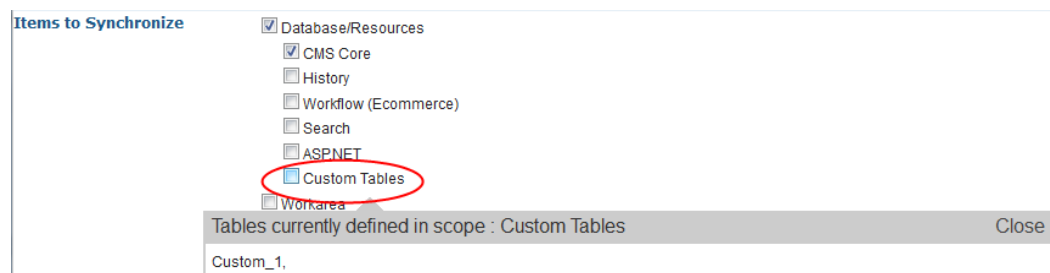 Items to Synchronize
Database/Resources
CMS Core
History
Workflow (Ecommerce)
Search
ASP.NET
Custom Tables
Workarea
Tables currently defined in scope : Custom Tables Close
Custom_1,